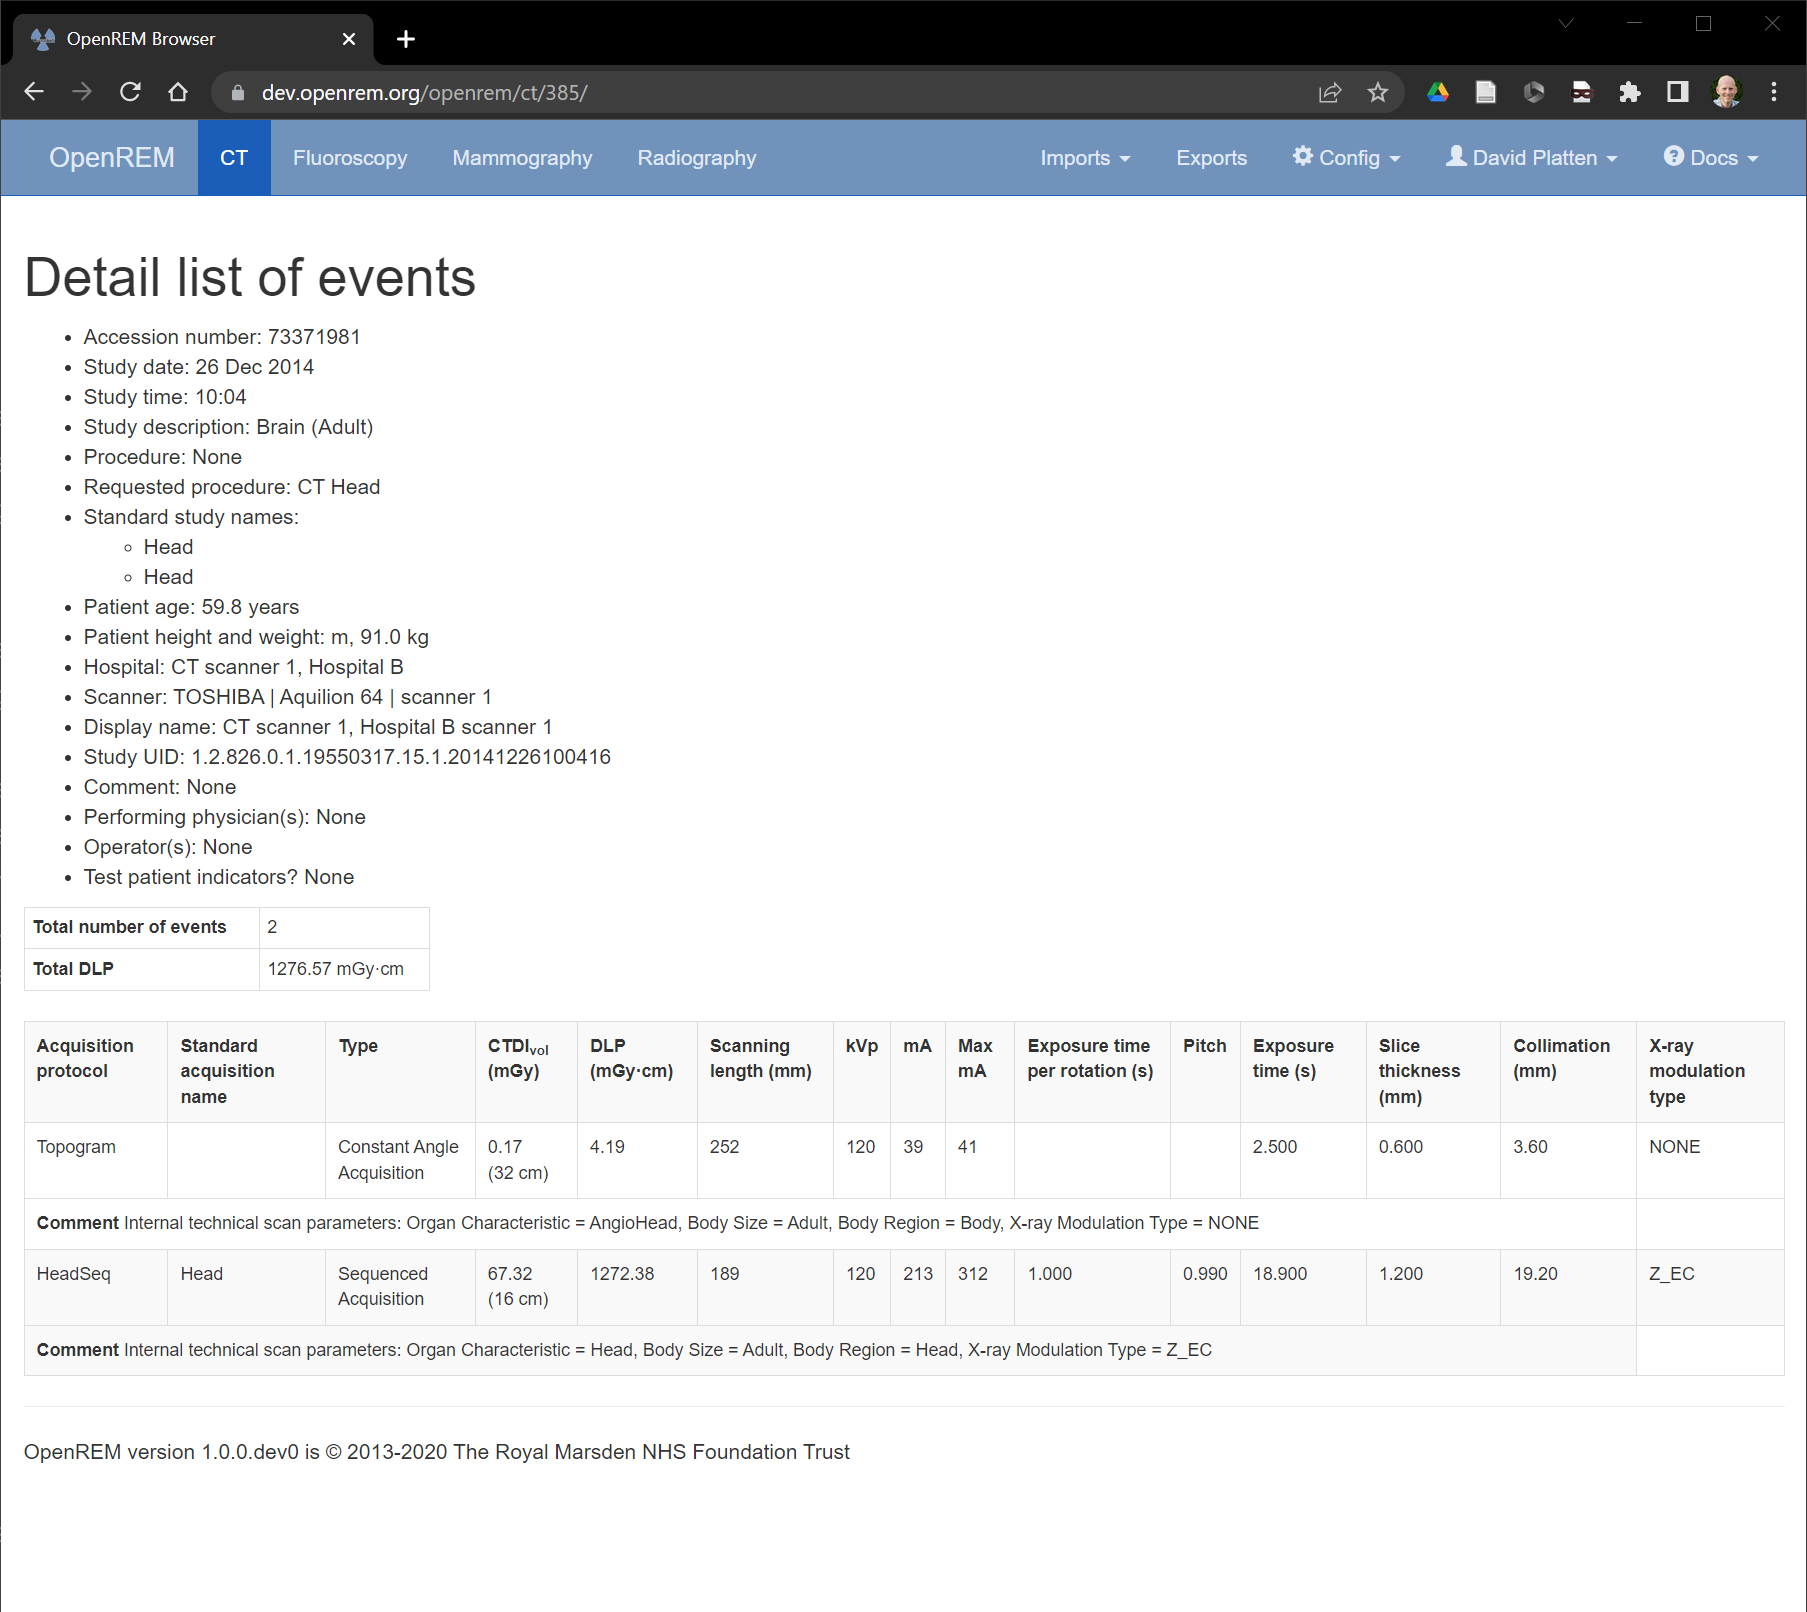 OpenREM Browser
dev.openrem.org/openrem/ct/385/
OpenREM CT Fluoroscopy Mammography Radiography Imports Exports Config David Platten Docs
Detail list of events
Accession number: 73371981
Study date: 26 Dec 2014
Study time: 10:04
Study description: Brain (Adult)
Procedure: None
Requested procedure: CT Head
Standard study names:
Head
Head
Patient age: 59.8 years
Patient height and weight: m, 91.0 kg
Hospital: CT scanner 1, Hospital B
Scanner: TOSHIBA | Aquilion 64 | scanner 1
Display name: CT scanner 1, Hospital B scanner 1
Study UID: 1.2.826.0.1.19550317.15.1.20141226100416
Comment: None
Performing physician(s): None
Operator(s): None
Test patient indicators? None
Total number of events 2
Total DLP 1276.57 mGy·cm
Acquisition Standard Type CTDIvol DLP Scanning kVp mA Max Exposure time Pitch Exposure Slice Collimation X-ray
protocol acquisition (mGy) (mGy·cm) length (mm) mA per rotation (s) time (s) thickness (mm) modulation
name (mm) type
Topogram Constant Angle 0.17 4.19 252 120 39 41 2.500 0.600 3.60 NONE
Acquisition (32 cm)
Comment Internal technical scan parameters: Organ Characteristic = AngioHead, Body Size = Adult, Body Region = Body, X-ray Modulation Type = NONE
HeadSeq Head Sequenced 67.32 1272.38 189 120 213 312 1.000 0.990 18.900 1.200 19.20 Z_EC
Acquisition (16 cm)
Comment Internal technical scan parameters: Organ Characteristic = Head, Body Size = Adult, Body Region = Head, X-ray Modulation Type = Z_EC
OpenREM version 1.0.0.dev0 is © 2013-2020 The Royal Marsden NHS Foundation Trust